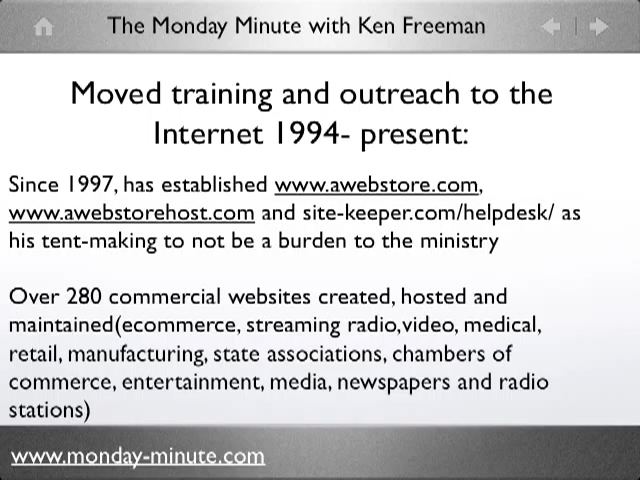 The Monday Minute with Ken Freeman
Moved training and outreach to the
Internet 1994- present:
Since 1997, has established www.awebstore.com,
www.awebstorehost.com and site-keeper.com/helpdesk/ as
his tent-making to not be a burden to the ministry
Over 280 commercial websites created, hosted and
maintained(ecommerce, streaming radio,video, medical,
retail, manufacturing, state associations, chambers of
commerce, entertainment, media, newspapers and radio
stations)
www.monday-minute.com